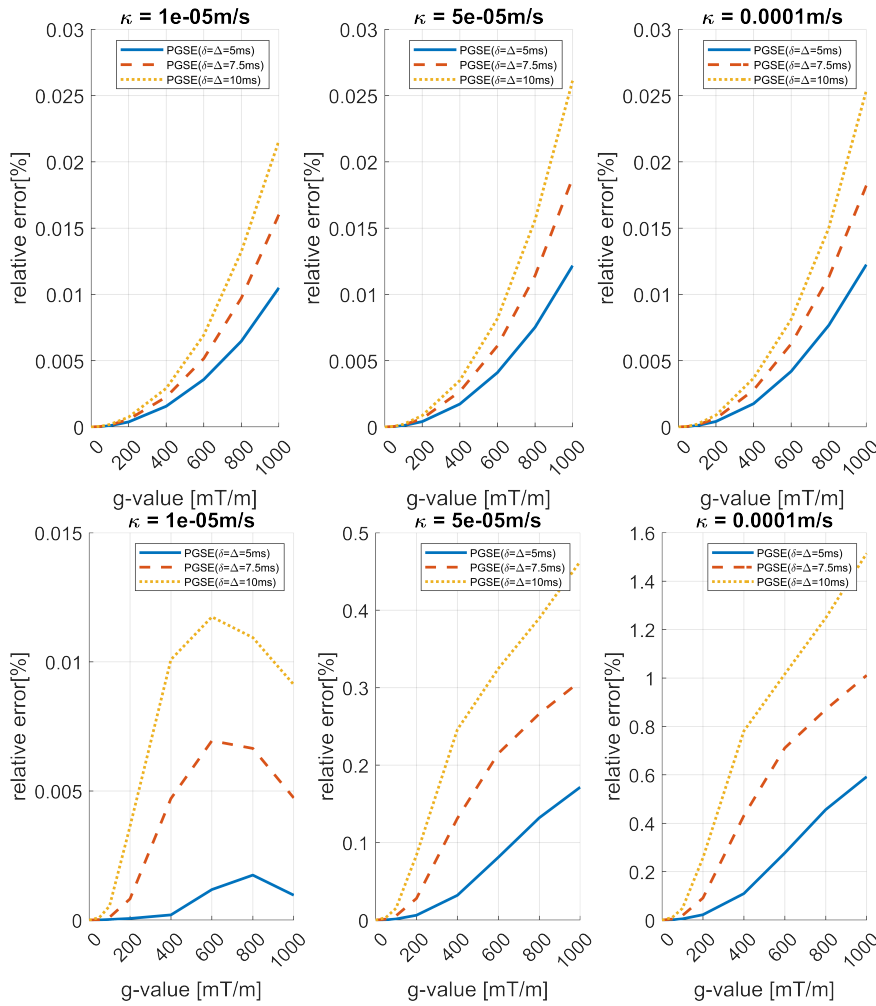 κ = 1e-05m/s
relative error[%]
0.03
0.025
0.02
0.015
0.01
0.005
0
PGSE(δ=Δ=5ms)
PGSE(δ=Δ=7.5ms)
PGSE(δ=Δ=10ms)
0 200 400 600 800 1000
g-value [mT/m]
κ = 5e-05m/s
relative error[%]
0.03
0.025
0.02
0.015
0.01
0.005
0
PGSE(δ=Δ=5ms)
PGSE(δ=Δ=7.5ms)
PGSE(δ=Δ=10ms)
0 200 400 600 800 1000
g-value [mT/m]
κ = 0.0001m/s
relative error[%]
0.03
0.025
0.02
0.015
0.01
0.005
0
PGSE(δ=Δ=5ms)
PGSE(δ=Δ=7.5ms)
PGSE(δ=Δ=10ms)
0 200 400 600 800 1000
g-value [mT/m]
κ = 1e-05m/s
relative error[%]
0.015
0.01
0.005
0
PGSE(δ=Δ=5ms)
PGSE(δ=Δ=7.5ms)
PGSE(δ=Δ=10ms)
0 200 400 600 800 1000
g-value [mT/m]
κ = 5e-05m/s
relative error[%]
0.5
0.4
0.3
0.2
0.1
0
PGSE(δ=Δ=5ms)
PGSE(δ=Δ=7.5ms)
PGSE(δ=Δ=10ms)
0 200 400 600 800 1000
g-value [mT/m]
κ = 0.0001m/s
relative error[%]
1.6
1.4
1.2
1
0.8
0.6
0.4
0.2
0
PGSE(δ=Δ=5ms)
PGSE(δ=Δ=7.5ms)
PGSE(δ=Δ=10ms)
0 200 400 600 800 1000
g-value [mT/m]